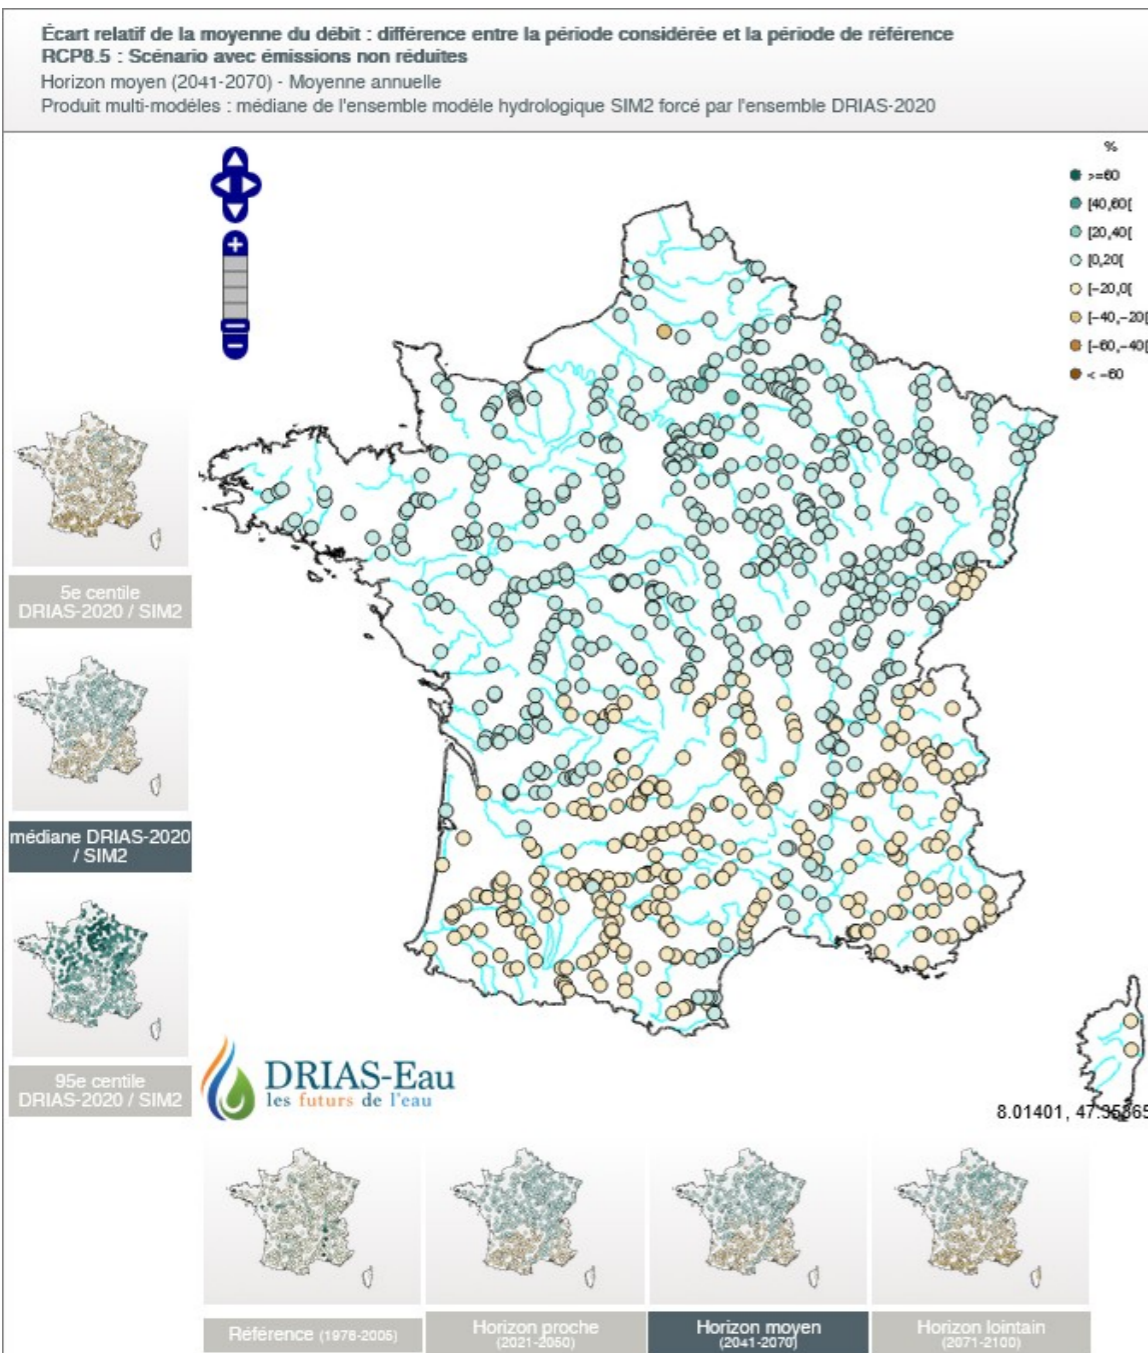 Écart relatif de la moyenne du débit : différence entre la période considérée et la période de référence
RCP8.5 : Scénario avec émissions non réduites
Horizon moyen (2041-2070) - Moyenne annuelle
Produit multi-modèles : médiane de l'ensemble modèle hydrologique SIM2 forcé par l'ensemble DRIAS-2020
%
>=60
[40,60[
[20,40[
[0,20[
[-20,0[
[-40,-20[
[-60,-40[
< -60
5e centile
DRIAS-2020 / SIM2
médiane DRIAS-2020
/ SIM2
95e centile
DRIAS-2020 / SIM2
DRIAS-Eau
les futurs de l'eau
8.01401, 47.35365
Référence (1976-2005)
Horizon proche
(2021-2050)
Horizon moyen
(2041-2070)
Horizon lointain
(2071-2100)